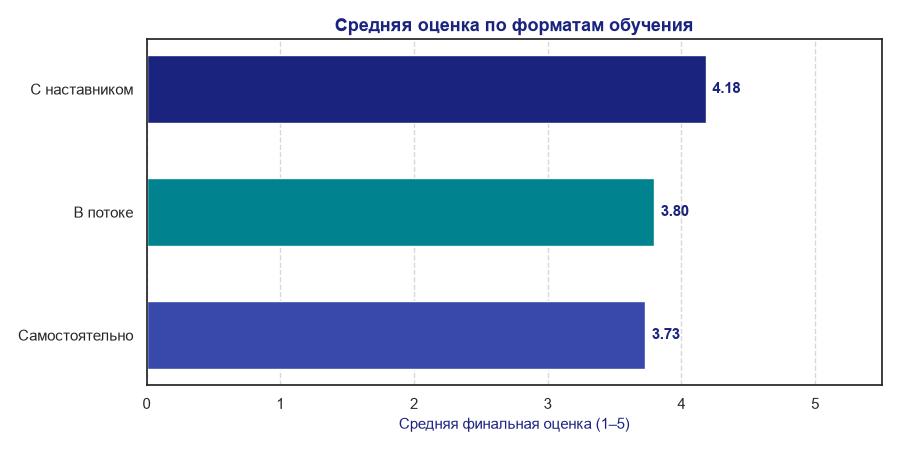 Средняя оценка по форматам обучения
С наставником
4.18
В потоке
3.80
Самостоятельно
3.73
0 1 2 3 4 5
Средняя финальная оценка (1–5)